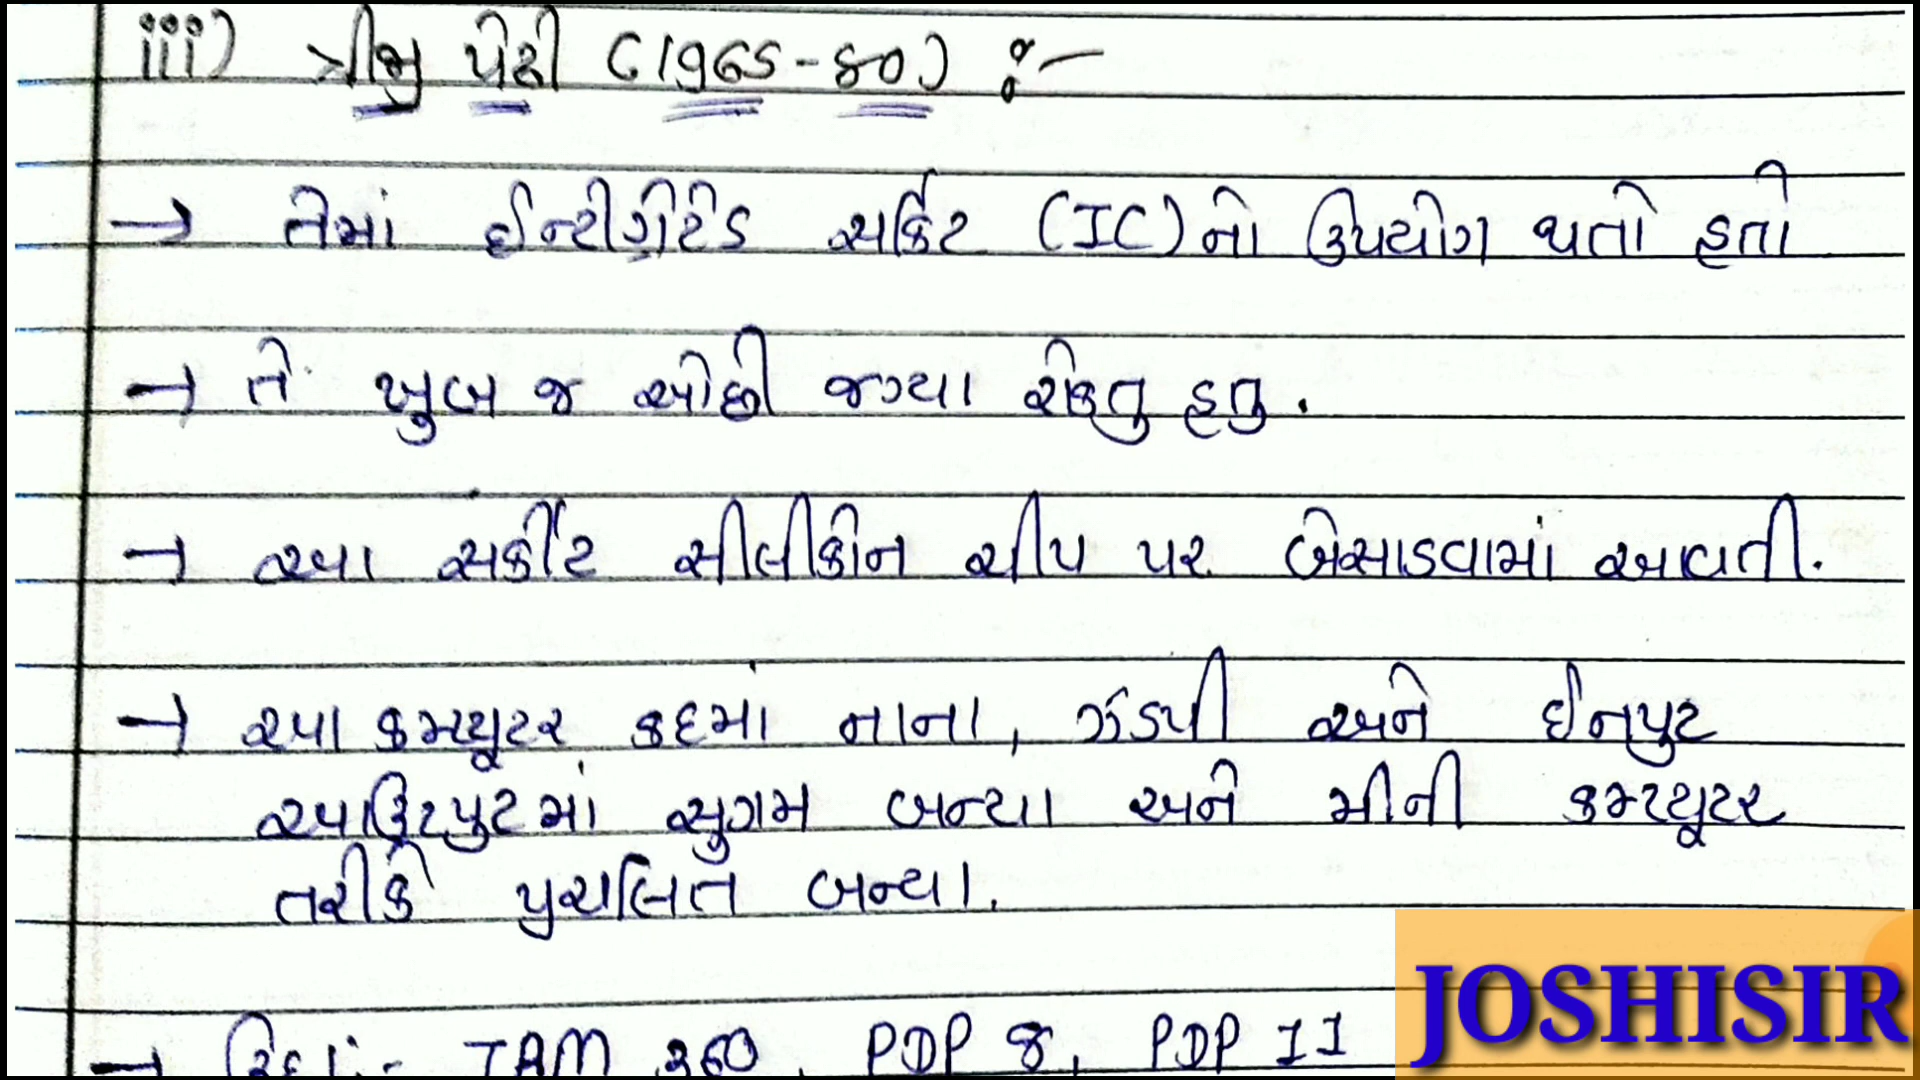 iii) ત્રીજી પેઢી (1965-80) :-
→ તેમાં ઈન્ટીગ્રેટેડ સર્કિટ (IC) નો ઉપયોગ થતો હતો
→ તે ખુબ જ ઓછી જગ્યા રોકતુ હતુ.
→ આ સર્કીટ સીલીકોન ચીપ પર બેસાડવામાં આવતી.
→ આ કમ્પ્યૂટર કદમાં નાના, ઝડપી અને ઈનપુટ
આઉટપુટમાં સુગમ બન્યા અને મીની કમ્પ્યૂટર
તરીકે પ્રચલિત બન્યા.
→ ઉદા:- IBM 360, PDP 8, PDP 11
JOSHISIR